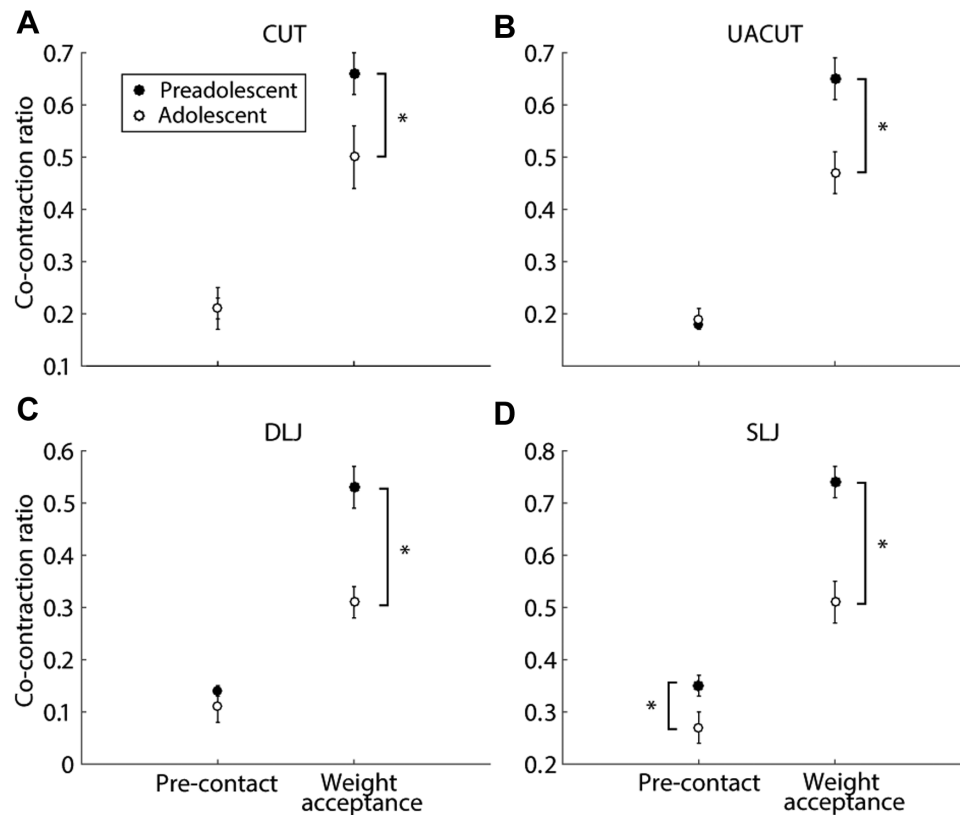 A
CUT
Co-contraction ratio
0.7
0.6
0.5
0.4
0.3
0.2
0.1
Preadolescent
Adolescent
*
B
UACUT
0.7
0.6
0.5
0.4
0.3
0.2
0.1
*
C
DLJ
Co-contraction ratio
0.6
0.5
0.4
0.3
0.2
0.1
0
*
Pre-contact
Weight
acceptance
D
SLJ
0.8
0.7
0.6
0.5
0.4
0.3
0.2
*
*
Pre-contact
Weight
acceptance